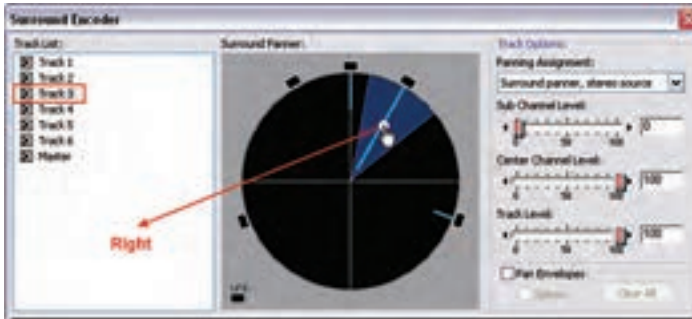 Surround Encoder
Track List:
Track 1
Track 2
Track 3
Track 4
Track 5
Track 6
Master
Surround Panner:
Right
LFE:
Track Options:
Panning Assignment:
Surround panner, stereo source
Sub Channel Level:
0
0 50 100
Center Channel Level:
100
0 50 100
Track Level:
100
0 50 100
Pan Envelopes
Clear All